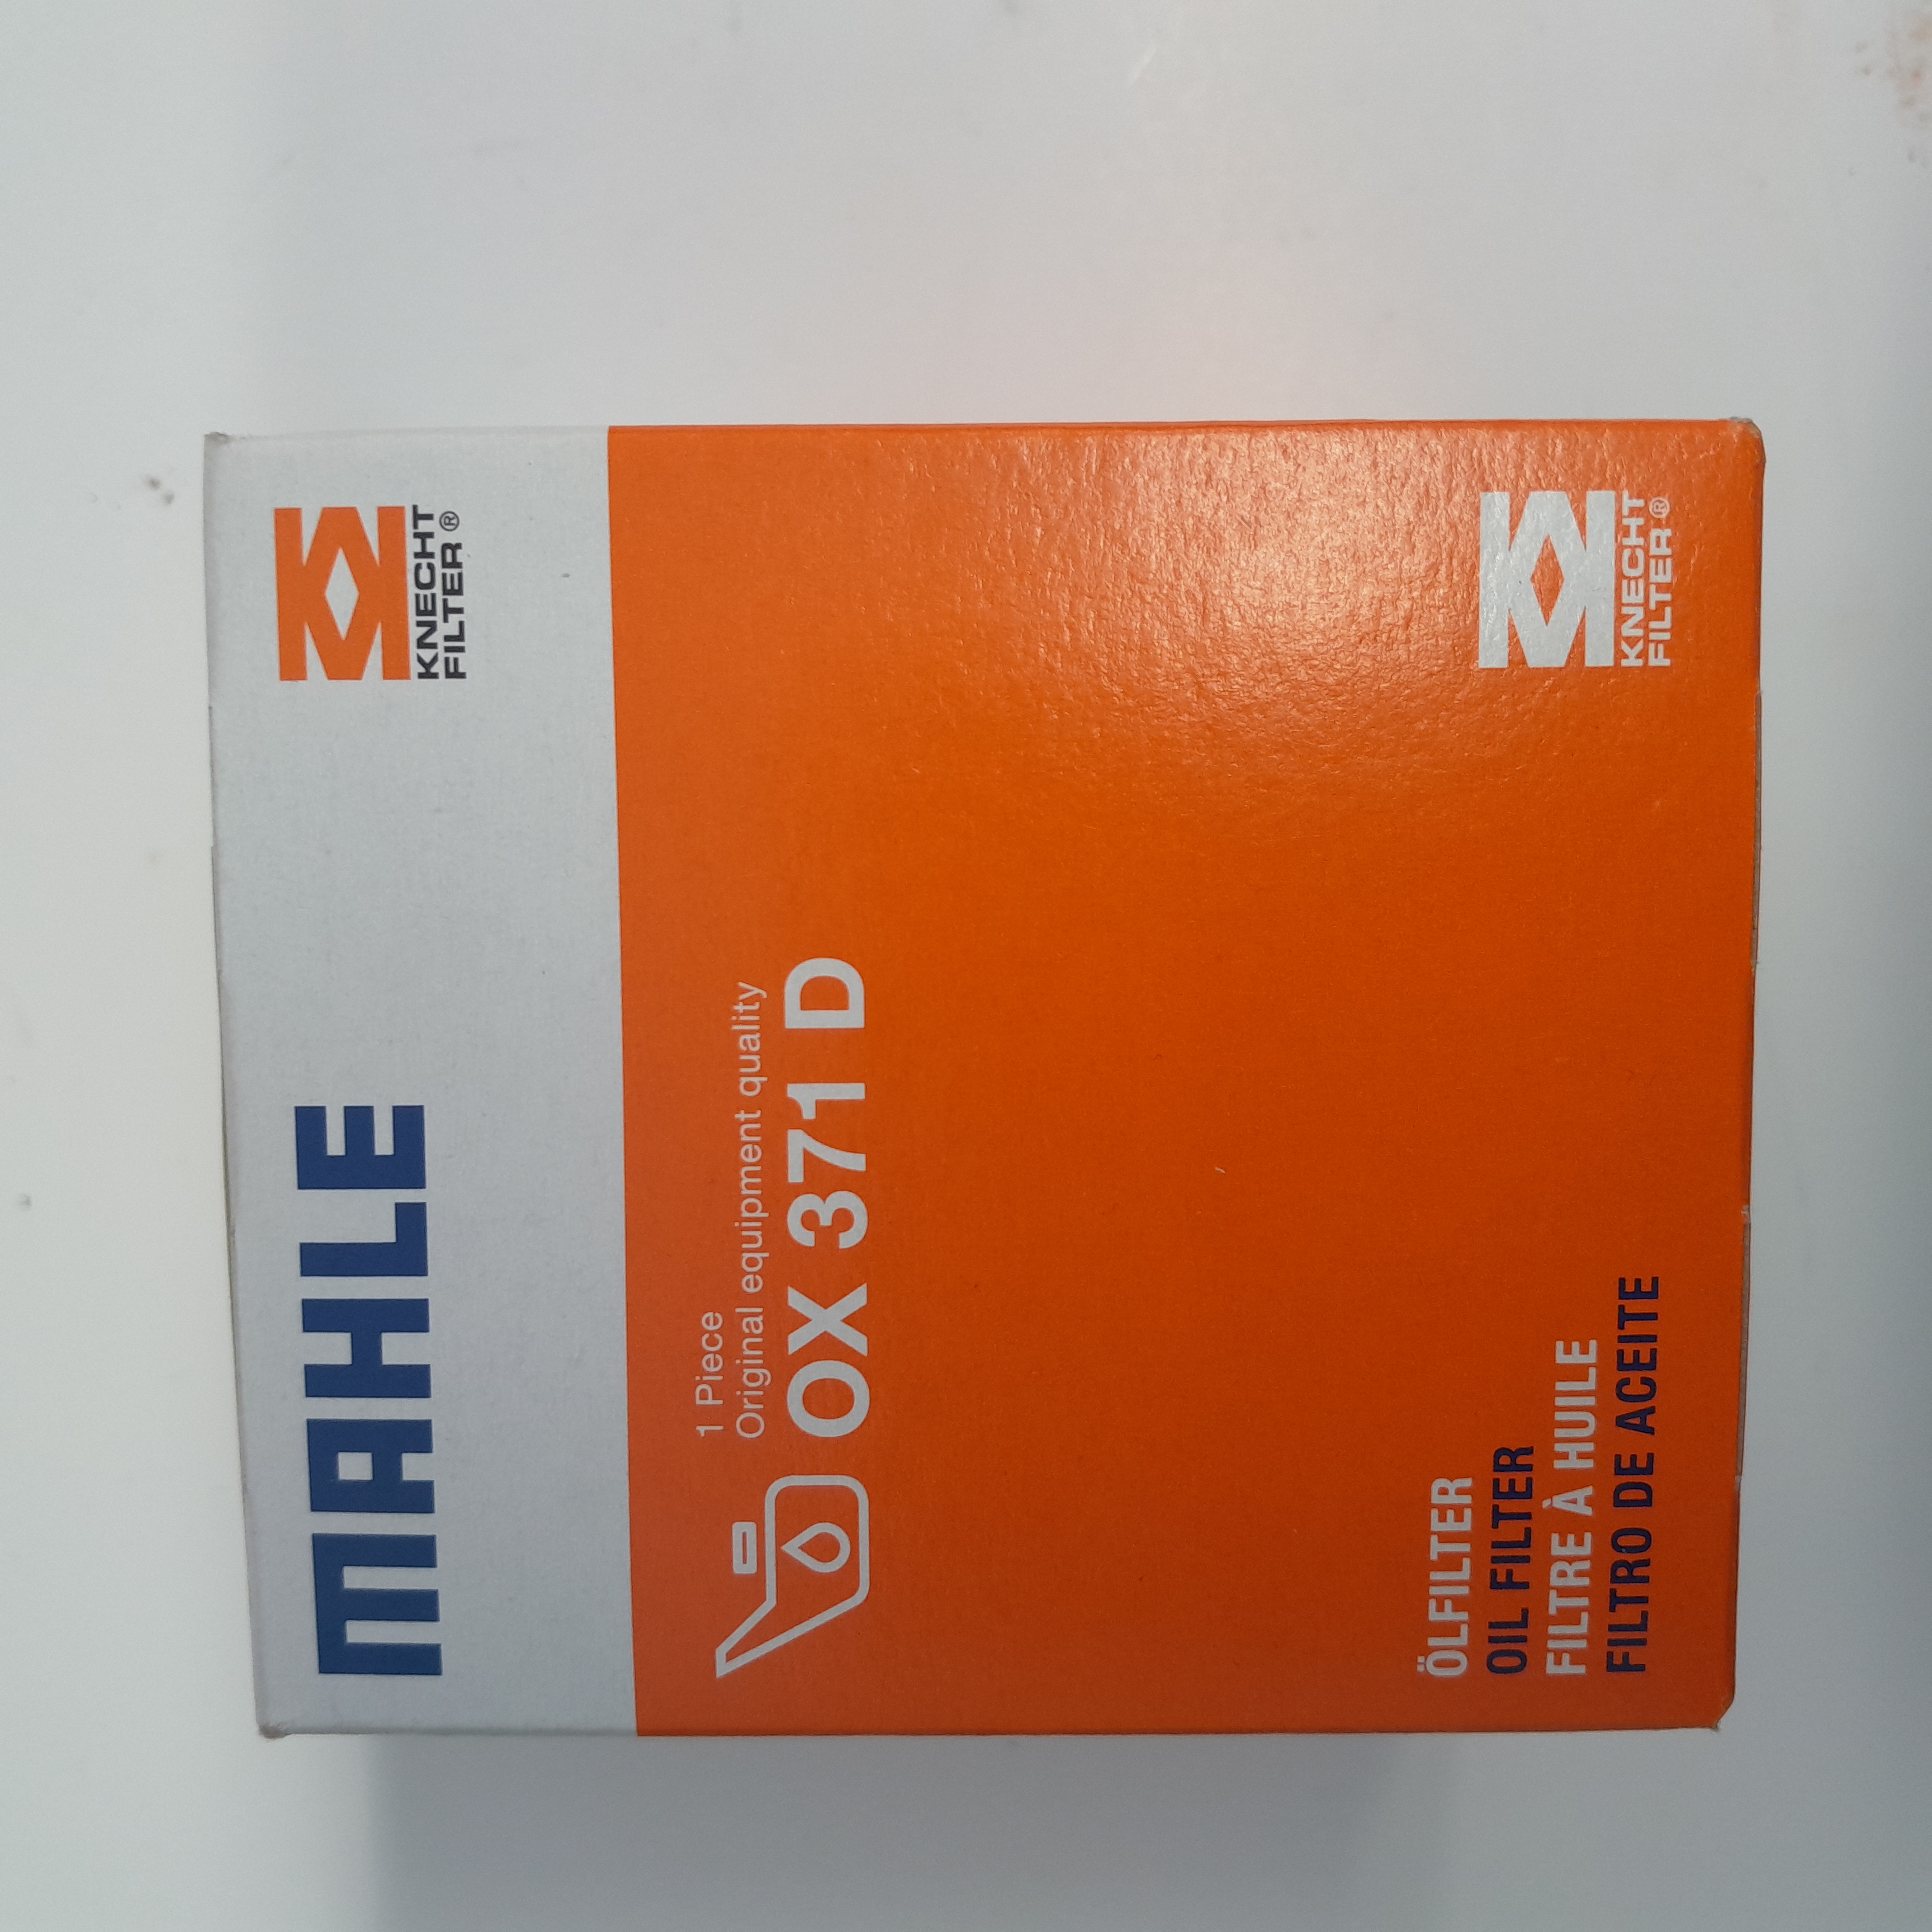 MAHLE
KNECHT
FILTER®
1 Piece
Original equipment quality
OX 371 D
ÖLFILTER
OIL FILTER
FILTRE À HUILE
FILTRO DE ACEITE
KNECHT
FILTER®